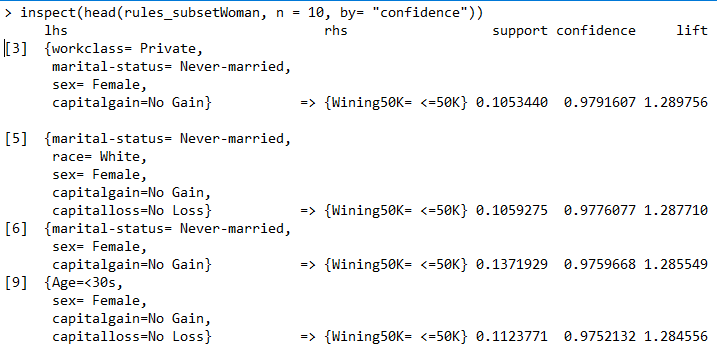 > inspect(head(rules_subsetWoman, n = 10, by= "confidence"))
lhs rhs support confidence lift
[3] {workclass= Private,
marital-status= Never-married,
sex= Female,
capitalgain=No Gain} => {Wining50K= <=50K} 0.1053440 0.9791607 1.289756
[5] {marital-status= Never-married,
race= White,
sex= Female,
capitalgain=No Gain,
capitalloss=No Loss} => {Wining50K= <=50K} 0.1059275 0.9776077 1.287710
[6] {marital-status= Never-married,
sex= Female,
capitalgain=No Gain} => {Wining50K= <=50K} 0.1371929 0.9759668 1.285549
[9] {Age=<30s,
sex= Female,
capitalgain=No Gain,
capitalloss=No Loss} => {Wining50K= <=50K} 0.1123771 0.9752132 1.284556